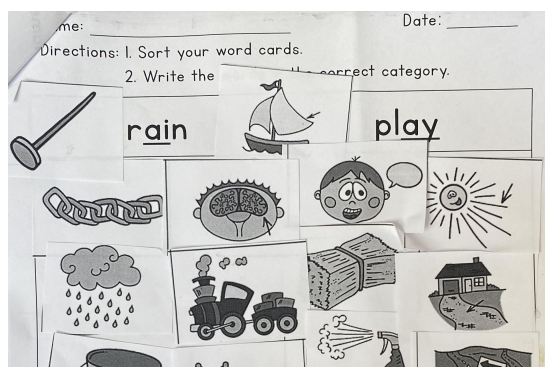 me:
Date:
Directions: 1. Sort your word cards.
2. Write the correct category.
rain
play